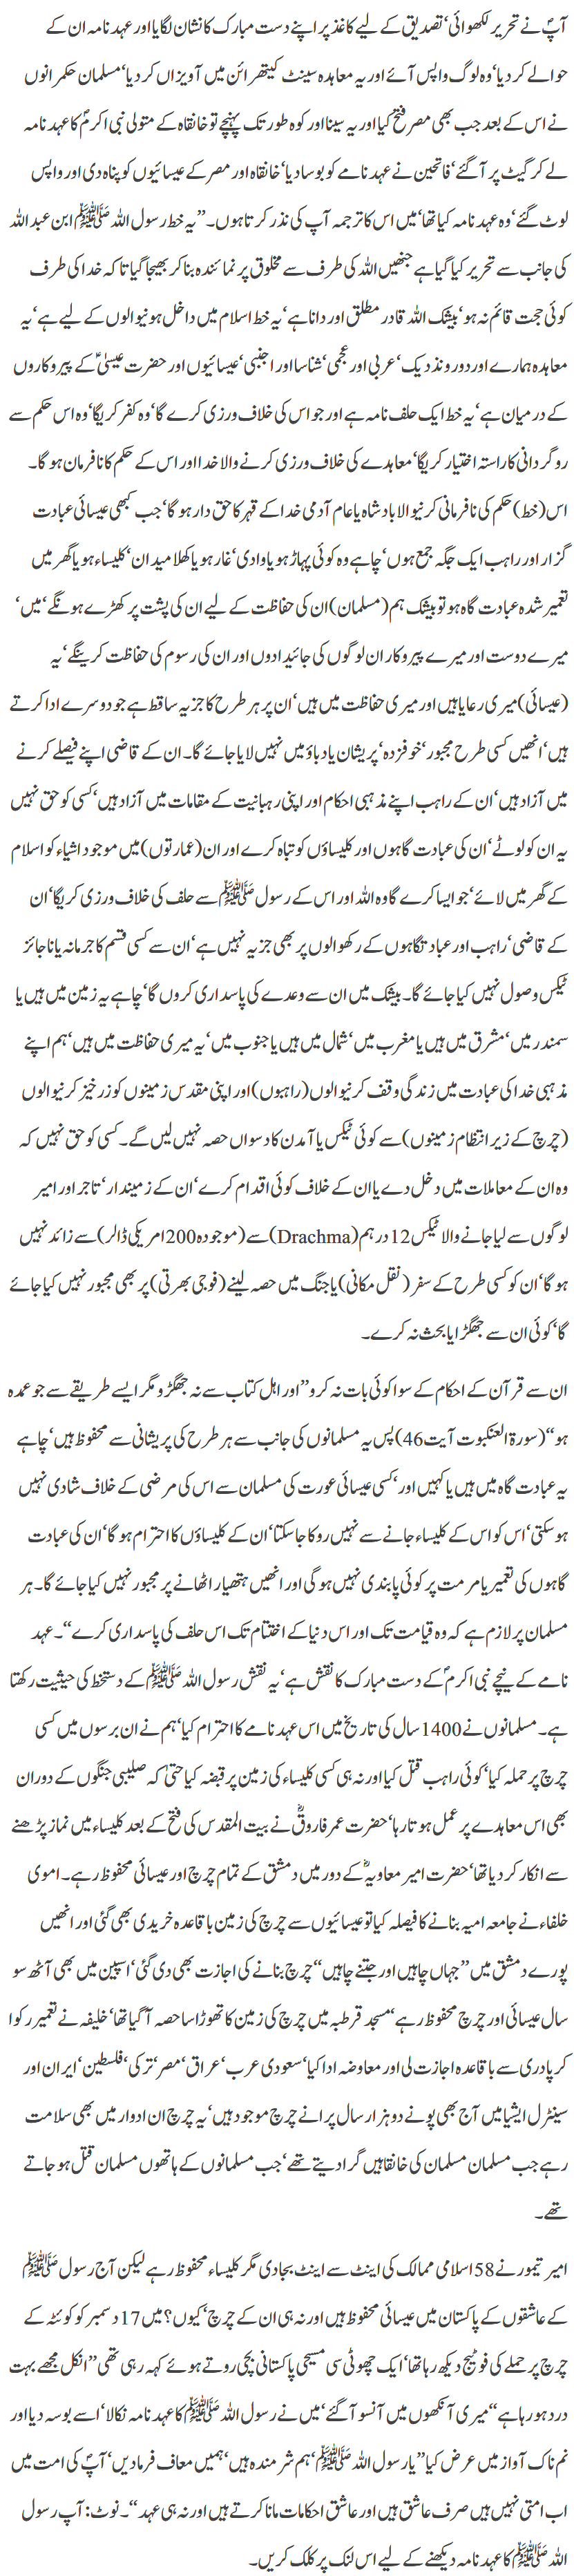 آپؐ نے تحریر لکھوائی‘ تصدیق کے لیے کاغذ پر اپنے دست مبارک کا نشان لگایا اور عہد نامہ ان کے
حوالے کر دیا‘ وہ لوگ واپس آئے اور یہ معاہدہ سینٹ کیتھرائن میں آویزاں کر دیا‘ مسلمان حکمرانوں
نے اس کے بعد جب بھی مصر فتح کیا اور یہ سینا اور کوہ طور تک پہنچے تو خانقاہ کے متولی نبی اکرمؐ کا عہد نامہ
لے کر گیٹ پر آ گئے‘ فاتحین نے عہد نامے کو بوسا دیا‘ خانقاہ اور مصر کے عیسائیوں کو پناہ دی اور واپس
لوٹ گئے‘ وہ عہد نامہ کیا تھا‘ میں اس کا ترجمہ آپ کی نذر کرتا ہوں۔ ’’یہ خط رسول اللہ ﷺ ابن عبداللہ
کی جانب سے تحریر کیا گیا ہے جنھیں اللہ کی طرف سے مخلوق پر نمائندہ بنا کر بھیجا گیا تاکہ خدا کی طرف
کوئی حجت قائم نہ ہو‘ بیشک اللہ قادر مطلق اور دانا ہے‘ یہ خط اسلام میں داخل ہونیوالوں کے لیے ہے‘ یہ
معاہدہ ہمارے اور دور و نذدیک‘ عربی اور عجمی‘ شناسا اور اجنبی‘ عیسائیوں اور حضرت عیسیٰ ؑ کے پیروکاروں
کے درمیان ہے‘ یہ خط ایک حلف نامہ ہے اور جو اس کی خلاف ورزی کرے گا‘ وہ کفر کریگا‘ وہ اس حکم سے
روگردانی کا راستہ اختیار کریگا‘ معاہدے کی خلاف ورزی کرنے والا خدا اور اس کے حکم کا نافرمان ہو گا۔
اس (خط) حکم کی نافرمانی کرنیوالا بادشاہ یا عام آدمی خدا کے قہر کا حق دار ہو گا‘ جب کبھی عیسائی عبادت
گزار اور راہب ایک جگہ جمع ہوں‘ چاہے وہ کوئی پہاڑ ہو یا وادی‘ غار ہو یا کھلا میدان‘ کلیساء ہو یا گھر میں
تعمیر شدہ عبادت گاہ ہو تو بیشک ہم (مسلمان) ان کی حفاظت کے لیے ان کی پشت پر کھڑے ہونگے‘ میں‘
میرے دوست اور میرے پیروکار ان لوگوں کی جائیدادوں اور ان کی رسوم کی حفاظت کرینگے‘ یہ
(عیسائی) میری رعایا ہیں اور میری حفاظت میں ہیں‘ ان پر ہر طرح کا جزیہ ساقط ہے جو دوسرے ادا کرتے
ہیں‘ انھیں کسی طرح مجبور‘ خوفزدہ‘ پریشان یا دباؤ میں نہیں لایا جائے گا۔ ان کے قاضی اپنے فیصلے کرنے
میں آزاد ہیں‘ ان کے راہب اپنے مذہبی احکام اور اپنی رہبانیت کے مقامات میں آزاد ہیں‘ کسی کو حق نہیں
یہ ان کو لوٹے‘ ان کی عبادت گاہوں اور کلیساؤں کو تباہ کرے اور ان (عمارتوں) میں موجود اشیاء کو اسلام
کے گھر میں لائے‘ جو ایسا کرے گا وہ اللہ اور اس کے رسول ﷺ سے حلف کی خلاف ورزی کریگا‘ ان
کے قاضی‘ راہب اور عبادتگاہوں کے رکھوالوں پر بھی جزیہ نہیں ہے‘ ان سے کسی قسم کا جرمانہ یا ناجائز
ٹیکس وصول نہیں کیا جائے گا۔ بیشک میں ان سے وعدے کی پاسداری کروں گا‘ چاہے یہ زمین میں ہیں یا
سمندر میں‘ مشرق میں ہیں یا مغرب میں‘ شمال میں ہیں یا جنوب میں‘ یہ میری حفاظت میں ہیں‘ ہم اپنے
مذہبی خدا کی عبادت میں زندگی وقف کرنیوالوں (راہبوں) اور اپنی مقدس زمینوں کو زرخیز کرنیوالوں
(چرچ کے زیر انتظام زمینوں) سے کوئی ٹیکس یا آمدن کا دسواں حصہ نہیں لیں گے۔ کسی کو حق نہیں کہ
وہ ان کے معاملات میں دخل دے یا ان کے خلاف کوئی اقدام کرے‘ ان کے زمیندار‘ تاجر اور امیر
لوگوں سے لیا جانے والا ٹیکس 12 درہم (Drachma) سے (موجودہ 200 امریکی ڈالر) سے زائد نہیں
ہو گا‘ ان کو کسی طرح کے سفر (نقل مکانی) یا جنگ میں حصہ لینے (فوجی بھرتی) پر بھی مجبور نہیں کیا جائے
گا‘ کوئی ان سے جھگڑا یا بحث نہ کرے۔
ان سے قرآن کے احکام کے سوا کوئی بات نہ کرو ’’اور اہل کتاب سے نہ جھگڑو مگر ایسے طریقے سے جو عمدہ
ہو‘‘ (سورۃ العنکبوت آیت 46) پس یہ مسلمانوں کی جانب سے ہر طرح کی پریشانی سے محفوظ ہیں‘ چاہے
یہ عبادت گاہ میں ہیں یا کہیں اور‘ کسی عیسائی عورت کی مسلمان سے اس کی مرضی کے خلاف شادی نہیں
ہو سکتی‘ اس کو اس کے کلیساء جانے سے نہیں روکا جا سکتا‘ ان کے کلیساؤں کا احترام ہو گا‘ ان کی عبادت
گاہوں کی تعمیر یا مرمت پر کوئی پابندی نہیں ہو گی اور انھیں ہتھیار اٹھانے پر مجبور نہیں کیا جائے گا۔ ہر
مسلمان پر لازم ہے کہ وہ قیامت تک اور اس دنیا کے اختتام تک اس حلف کی پاسداری کرے‘‘۔ عہد
نامے کے نیچے نبی اکرمؐ کے دست مبارک کا نقش ہے‘ یہ نقش رسول اللہ ﷺ کے دستخط کی حیثیت رکھتا
ہے۔ مسلمانوں نے 1400 سال کی تاریخ میں اس عہد نامے کا احترام کیا‘ ہم نے ان برسوں میں کسی
چرچ پر حملہ کیا‘ کوئی راہب قتل کیا اور نہ ہی کسی کلیساء کی زمین پر قبضہ کیا حتیٰ کہ صلیبی جنگوں کے دوران
بھی اس معاہدے پر عمل ہوتا رہا‘ حضرت عمر فاروقؓ نے بیت المقدس کی فتح کے بعد کلیساء میں نماز پڑھنے
سے انکار کر دیا تھا‘ حضرت امیر معاویہؓ کے دور میں دمشق کے تمام چرچ اور عیسائی محفوظ رہے۔ اموی
خلفاء نے جامعہ امیہ بنانے کا فیصلہ کیا تو عیسائیوں سے چرچ کی زمین باقاعدہ خریدی بھی گئی اور انھیں
پورے دمشق میں ’’جہاں چاہیں اور جتنے چاہیں‘‘ چرچ بنانے کی اجازت بھی دی گئی‘ اسپین میں بھی آٹھ سو
سال عیسائی اور چرچ محفوظ رہے‘ مسجد قرطبہ میں چرچ کی زمین کا تھوڑا سا حصہ آ گیا تھا‘ خلیفہ نے تعمیر رکوا
کر پادری سے باقاعدہ اجازت لی اور معاوضہ ادا کیا‘ سعودی عرب‘ عراق‘ مصر‘ ترکی‘ فلسطین‘ ایران اور
سینٹرل ایشیا میں آج بھی پونے دو ہزار سال پرانے چرچ موجود ہیں‘ یہ چرچ ان ادوار میں بھی سلامت
رہے جب مسلمان مسلمان کی خانقاہیں گرا دیتے تھے‘ جب مسلمانوں کے ہاتھوں مسلمان قتل ہو جاتے
تھے۔
امیر تیمور نے 58 اسلامی ممالک کی اینٹ سے اینٹ بجا دی مگر کلیساء محفوظ رہے لیکن آج رسول ﷺ
کے عاشقوں کے پاکستان میں عیسائی محفوظ ہیں اور نہ ہی ان کے چرچ‘ کیوں؟ میں 17 دسمبر کو کوئٹہ کے
چرچ پر حملے کی فوٹیج دیکھ رہا تھا‘ ایک چھوٹی سی مسیحی پاکستانی بچی روتے ہوئے کہہ رہی تھی ’’انکل مجھے بہت
درد ہو رہا ہے‘‘ میری آنکھوں میں آنسو آ گئے‘ میں نے رسول اللہ ﷺ کا عہد نامہ نکالا‘ اسے بوسہ دیا اور
نم ناک آواز میں عرض کیا ’’یا رسول اللہ ﷺ‘ ہم شرمندہ ہیں‘ ہمیں معاف فرما دیں‘ آپؐ کی امت میں
اب امتی نہیں ہیں صرف عاشق ہیں اور عاشق احکامات مانا کرتے ہیں اور نہ ہی عہد‘‘۔ نوٹ: آپ رسول
اللہ ﷺ کا عہد نامہ دیکھنے کے لیے اس لنک پر کلک کریں۔